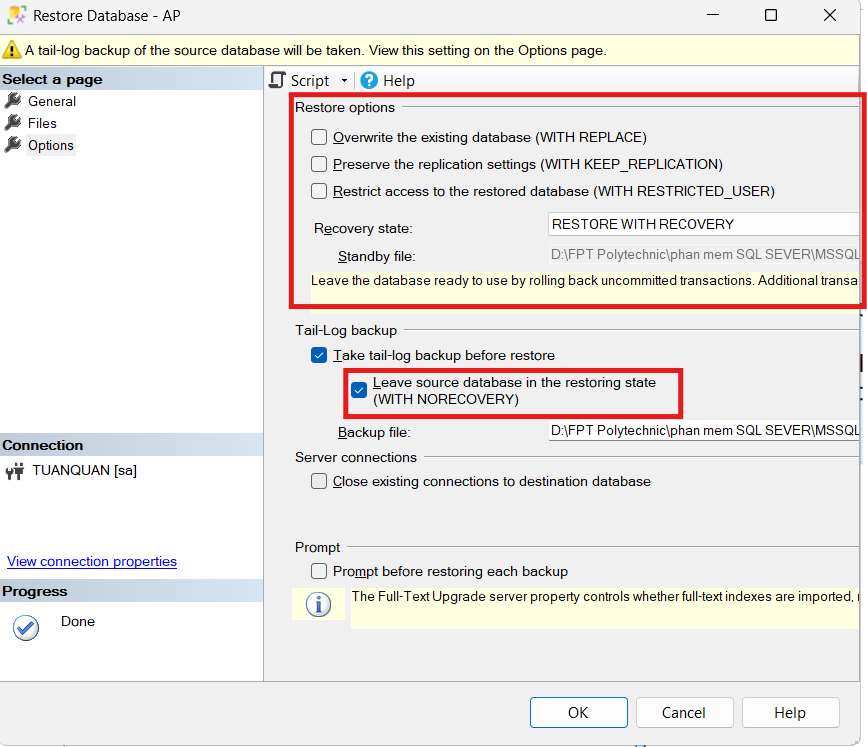 Restore Database - AP
A tail-log backup of the source database will be taken. View this setting on the Options page.
Select a page
General
Files
Options
Script
Help
Restore options
Overwrite the existing database (WITH REPLACE)
Preserve the replication settings (WITH KEEP_REPLICATION)
Restrict access to the restored database (WITH RESTRICTED_USER)
Recovery state:
RESTORE WITH RECOVERY
Standby file:
D:\FPT Polytechnic\phan mem SQL SEVER\MSSQL
Leave the database ready to use by rolling back uncommitted transactions. Additional transa
Tail-Log backup
Take tail-log backup before restore
Leave source database in the restoring state
(WITH NORECOVERY)
Backup file:
D:\FPT Polytechnic\phan mem SQL SEVER\MSSQL
Server connections
Close existing connections to destination database
Prompt
Prompt before restoring each backup
The Full-Text Upgrade server property controls whether full-text indexes are imported,
Connection
TUANQUAN [sa]
View connection properties
Progress
Done
OK
Cancel
Help